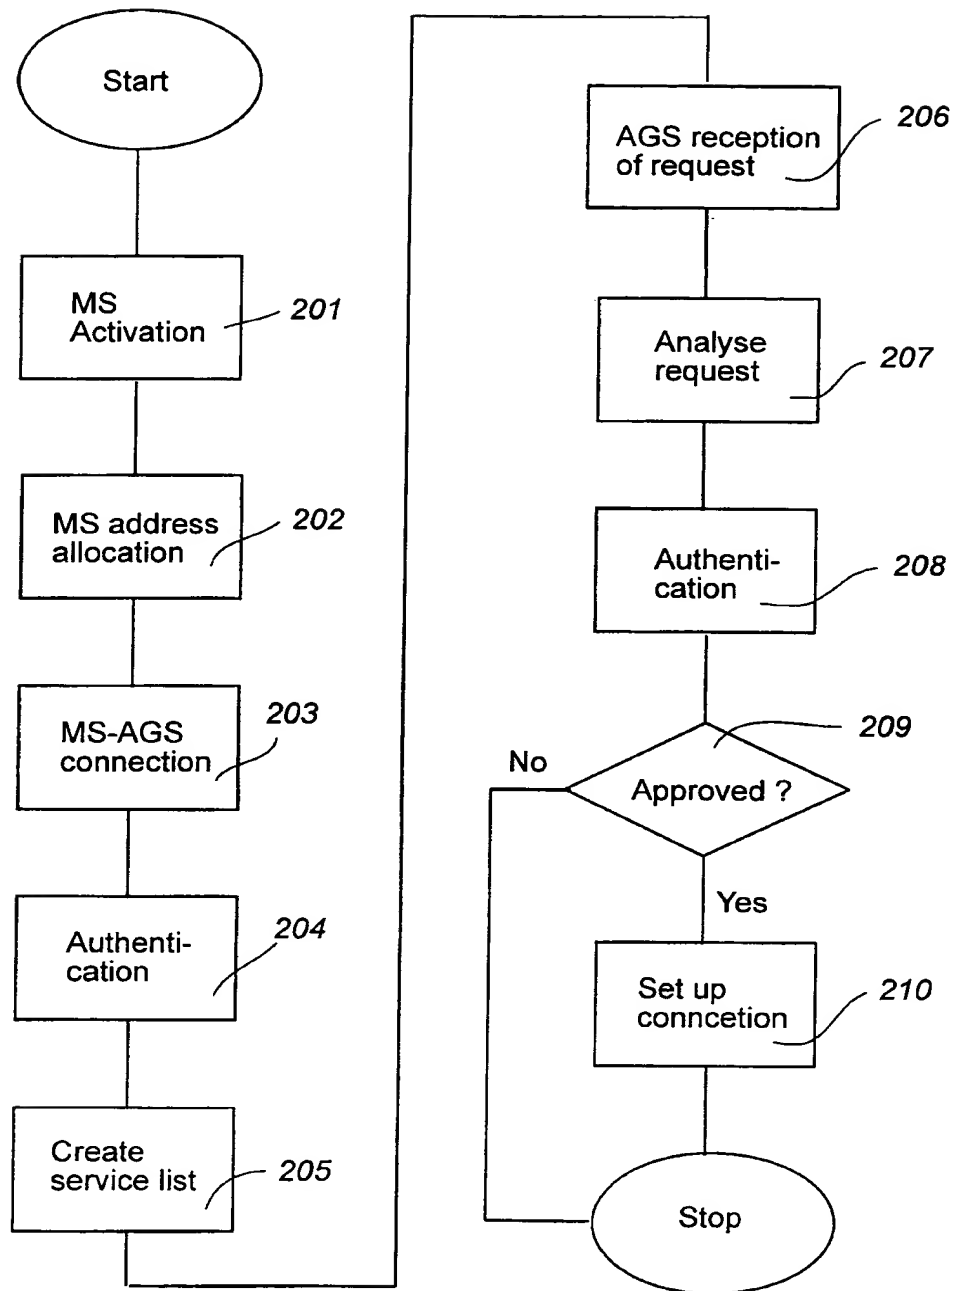 Start
MS
Activation
201
MS address
allocation
202
MS-AGS
connection
203
Authenti-
cation
204
Create
service list
205
AGS reception
of request
206
Analyse
request
207
Authenti-
cation
208
209
Approved ?
No
Yes
Set up
conncetion
210
Stop